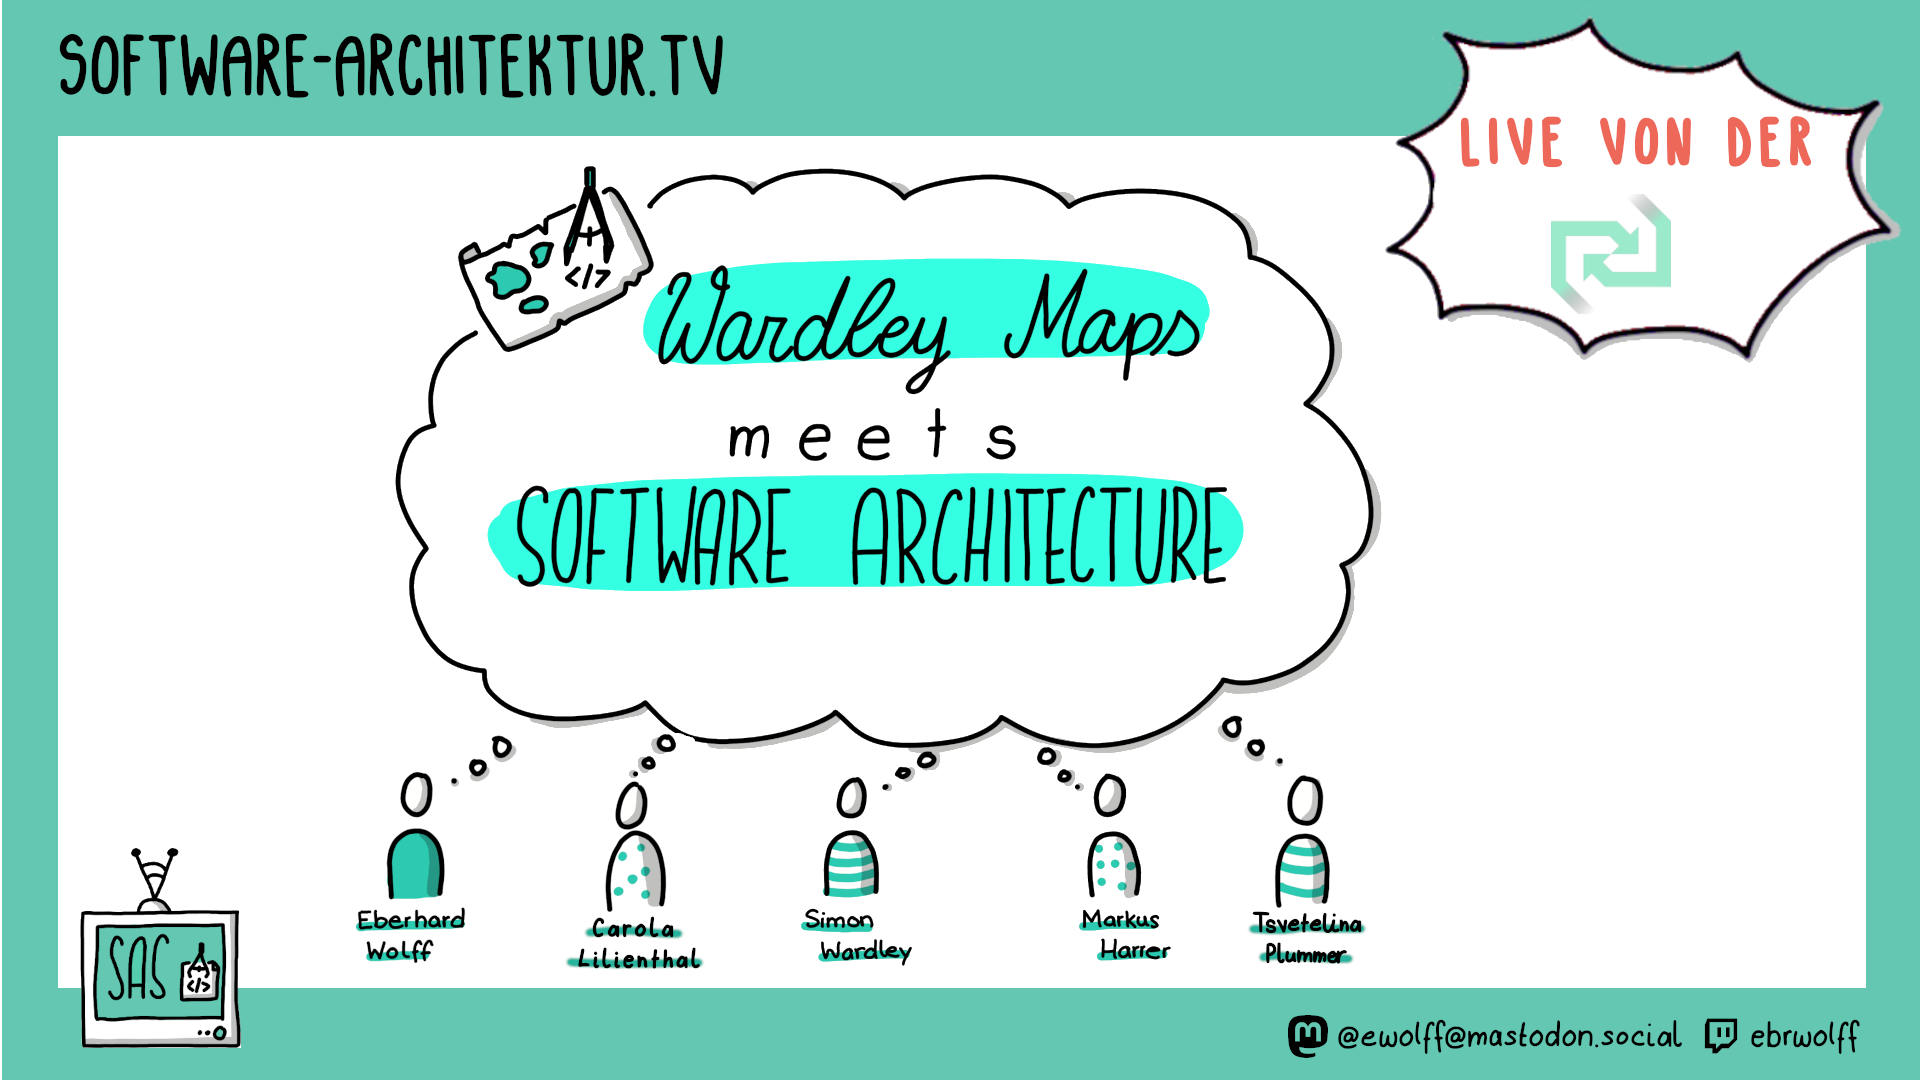 SOFTWARE-ARCHITEKTUR.TV
LIVE VON DER
</>
Wardley Maps
meets
SOFTWARE ARCHITECTURE
Eberhard
Wolff
Carola
Lilienthal
Simon
Wardley
Markus
Harrer
Tsvetelina
Plummer
SAS
</>
@ewolff@mastodon.social
ebrwolff